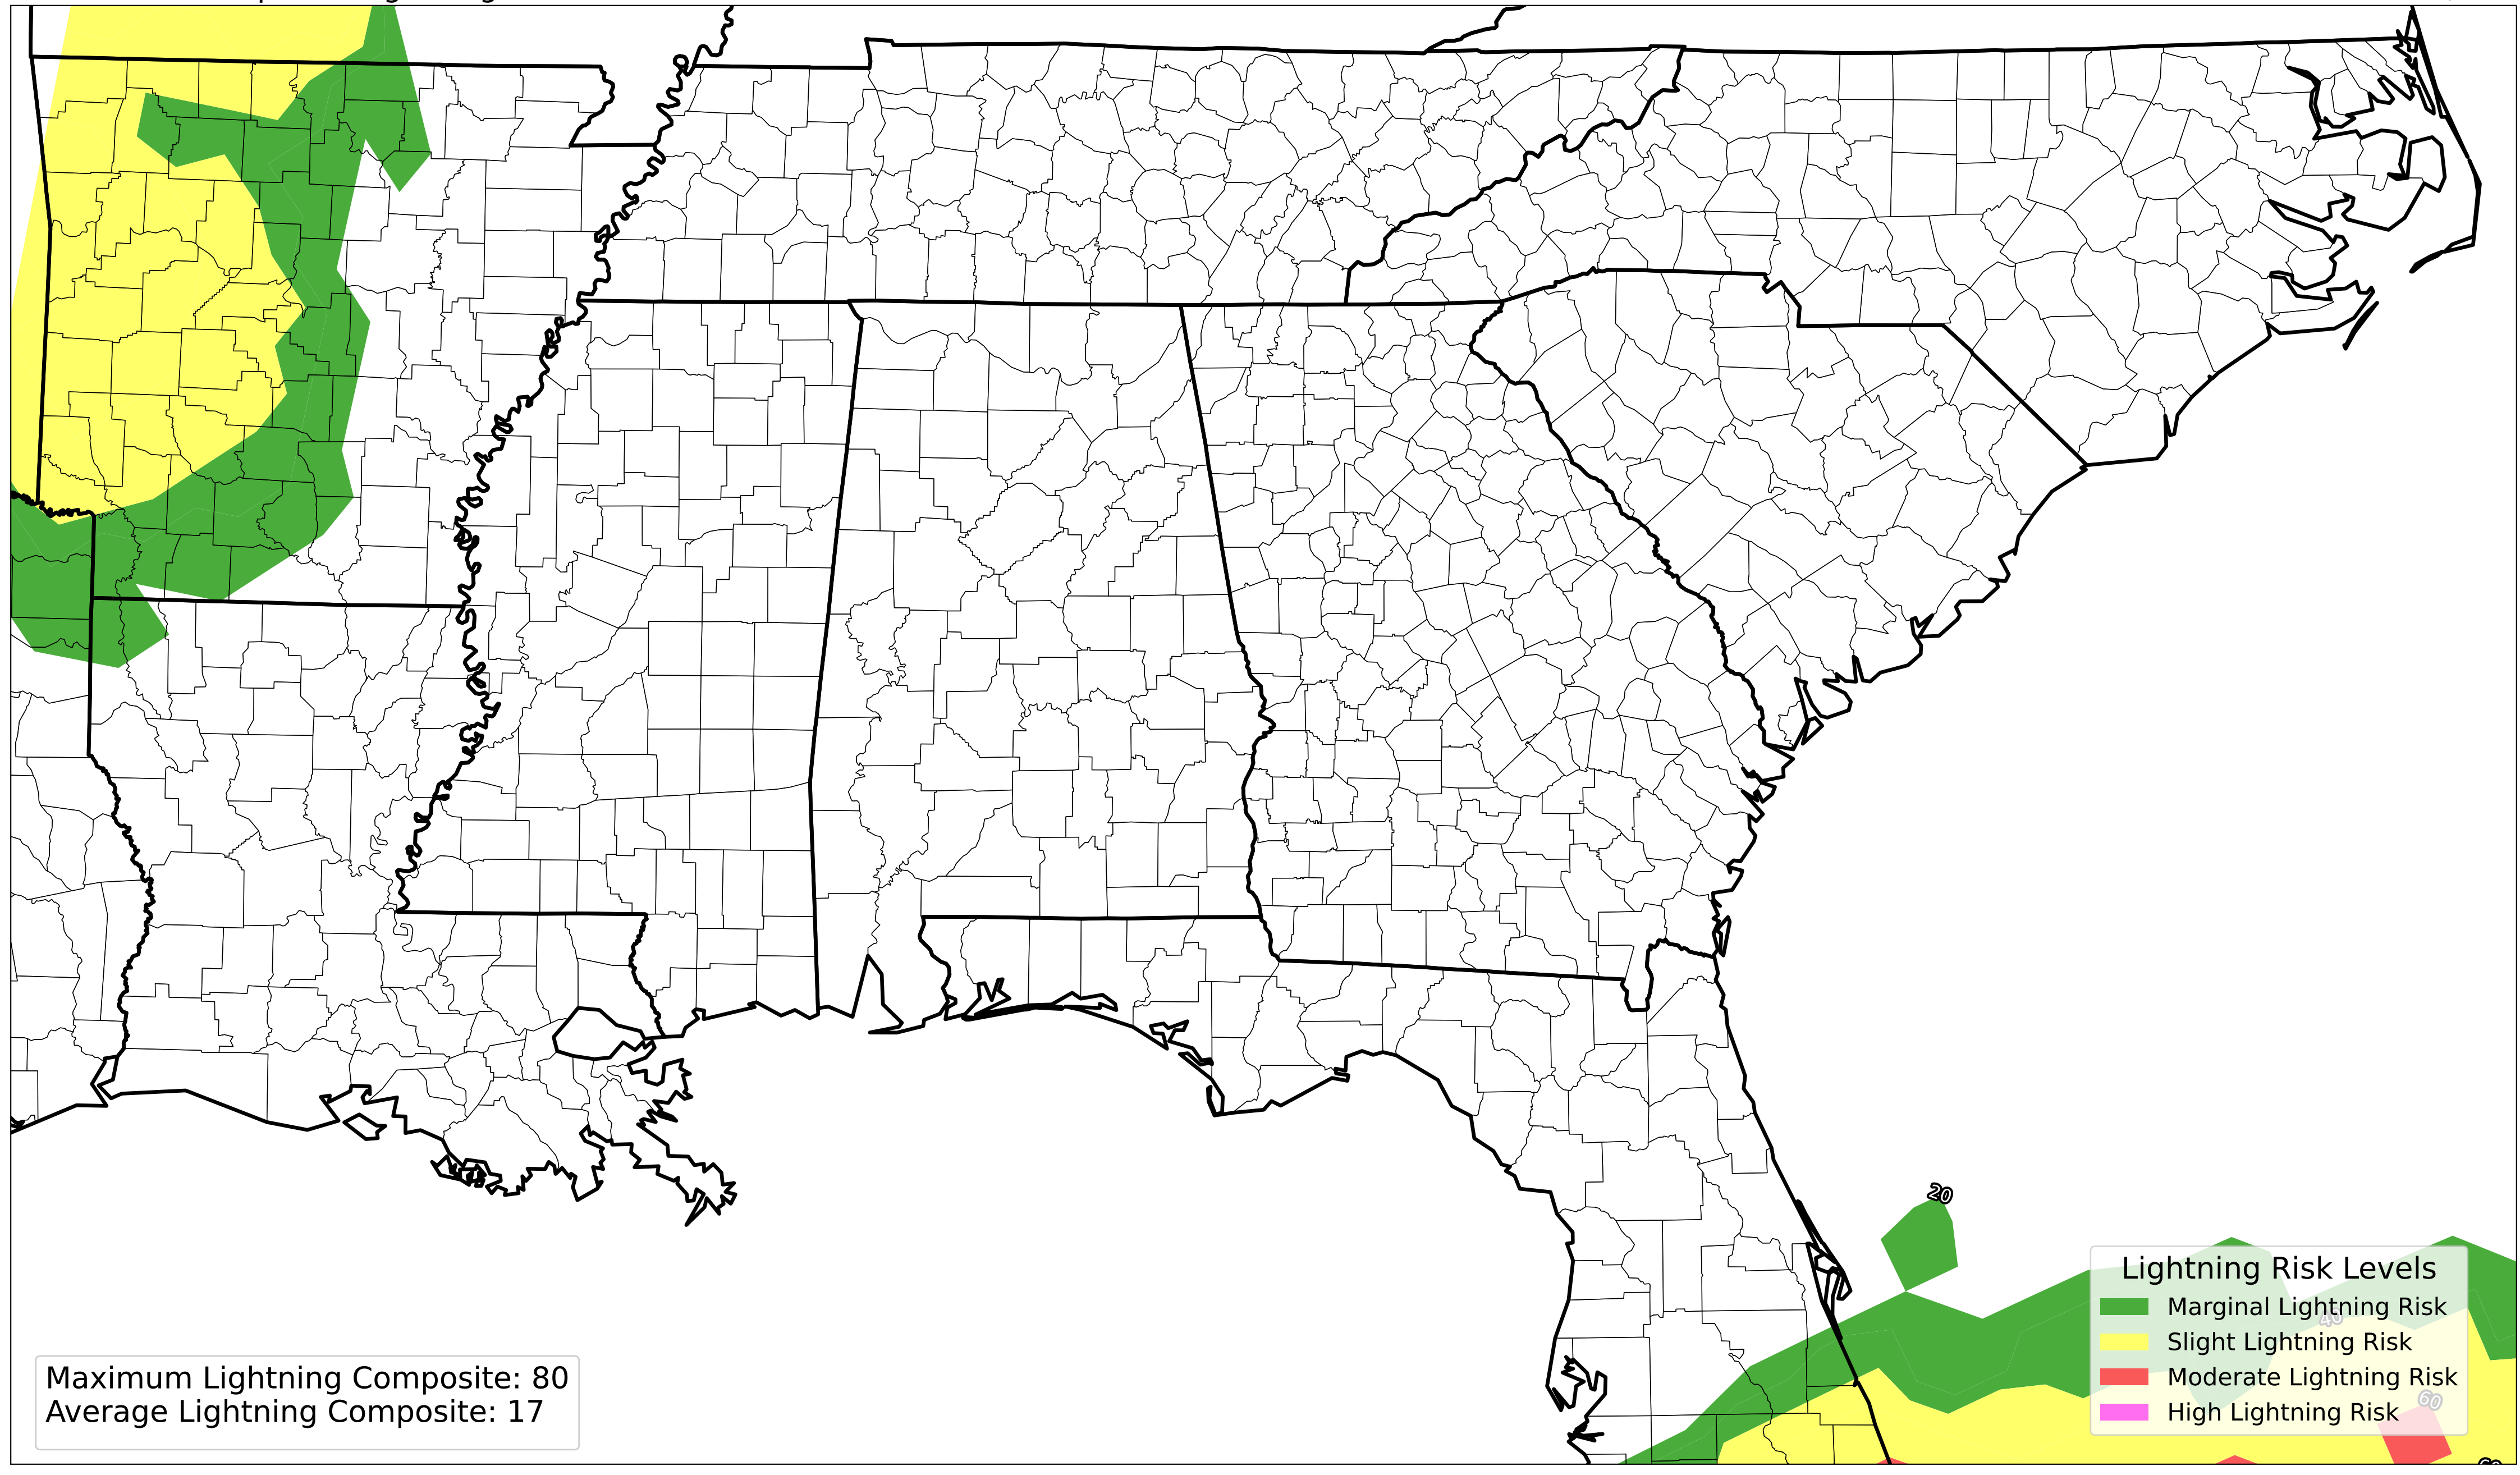 20
Lightning Risk Levels
Marginal Lightning Risk
40
Slight Lightning Risk
Moderate Lightning Risk
60
High Lightning Risk
Maximum Lightning Composite: 80
Average Lightning Composite: 17